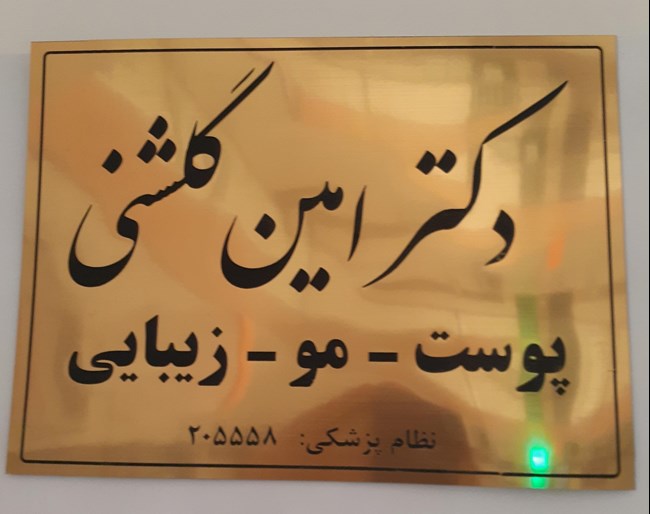 دکتر امین گلشنی
پوست - مو - زیبایی
نظام پزشکی: ۲۰۵۵۵۸